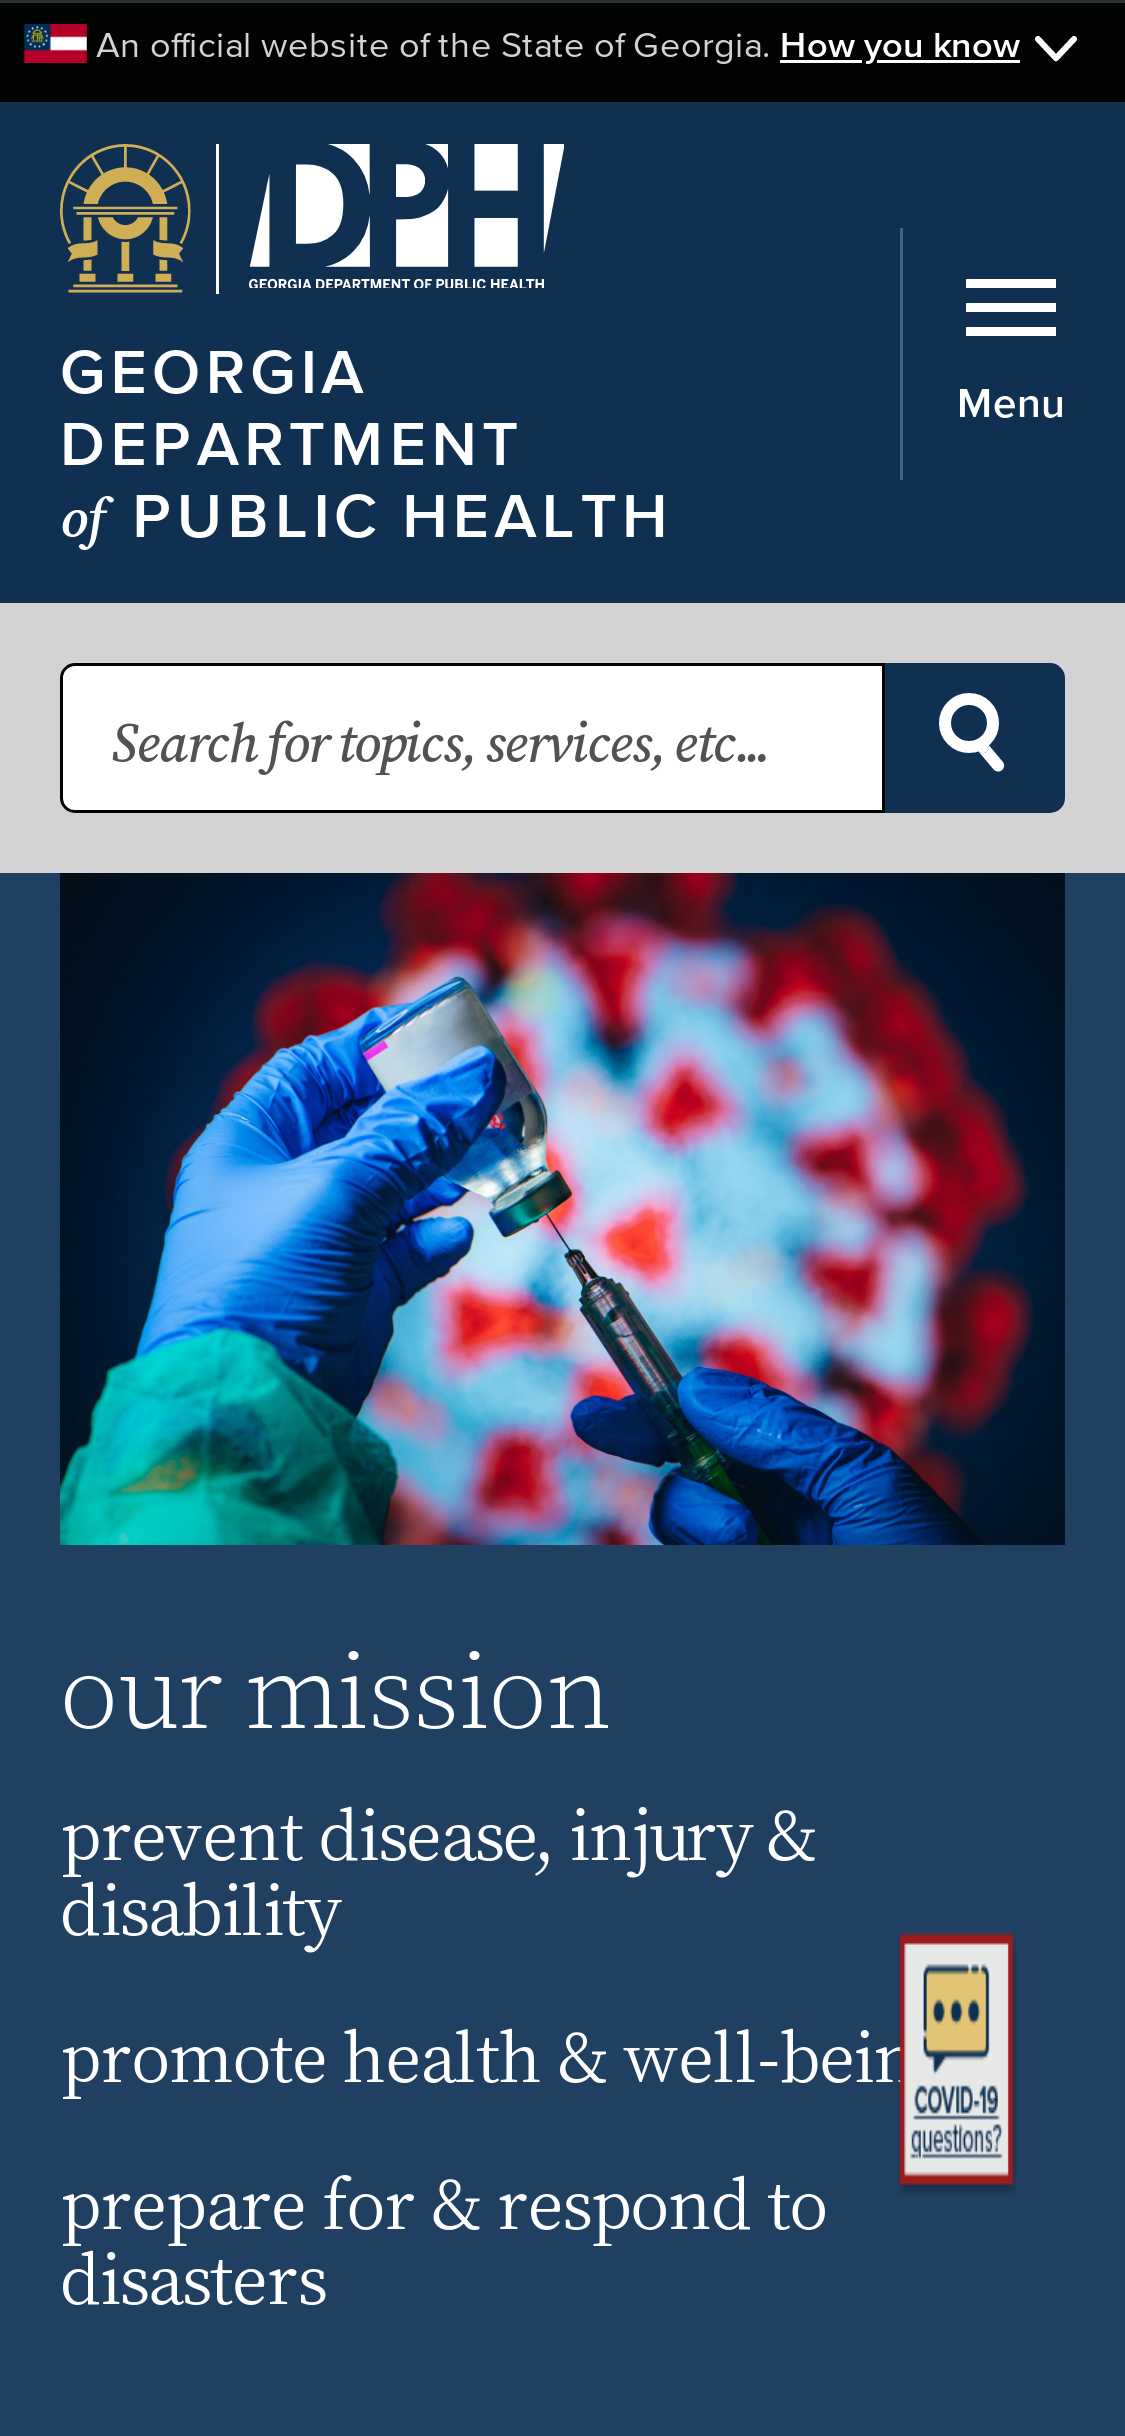 An official website of the State of Georgia. How you know
DPH
GEORGIA DEPARTMENT OF PUBLIC HEALTH
GEORGIA
DEPARTMENT
of PUBLIC HEALTH
Menu
Search for topics, services, etc...
our mission
prevent disease, injury &
disability
promote health & well-bein
COVID-19
questions?
prepare for & respond to
disasters